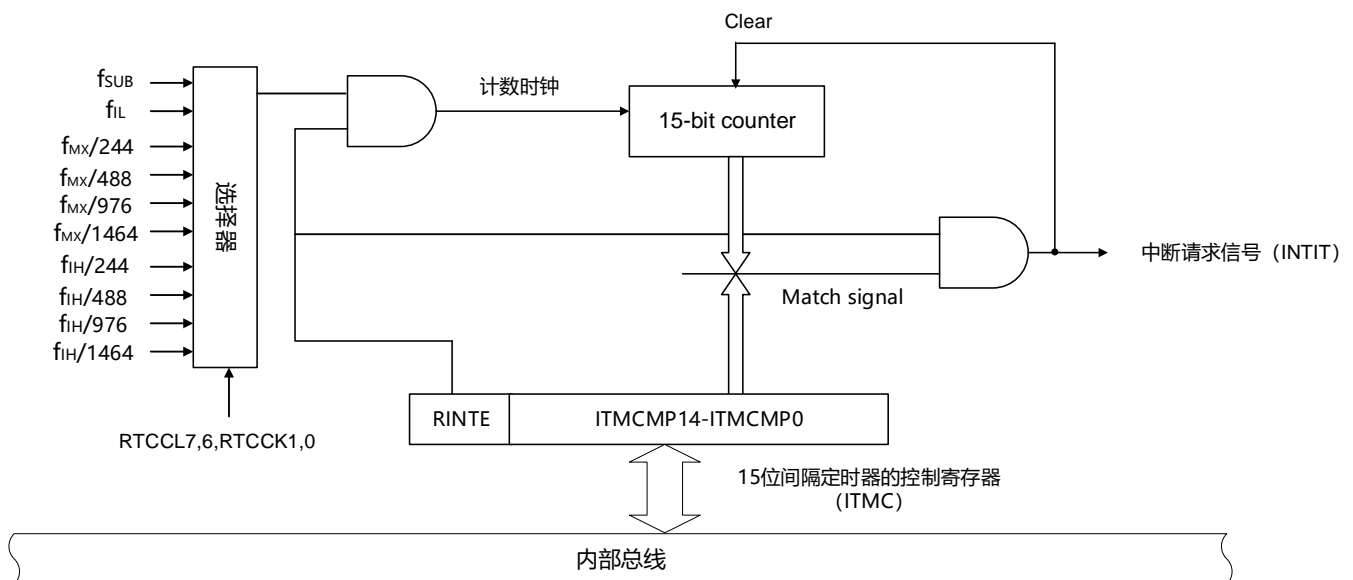 Clear
fSUB
fIL
fMX/244
fMX/488
fMX/976
fMX/1464
fIH/244
fIH/488
fIH/976
fIH/1464
选择器
RTCCL7,6,RTCCK1,0
计数时钟
15-bit counter
Match signal
中断请求信号（INTIT）
RINTE
ITMCMP14-ITMCMP0
15位间隔定时器的控制寄存器
（ITMC）
内部总线